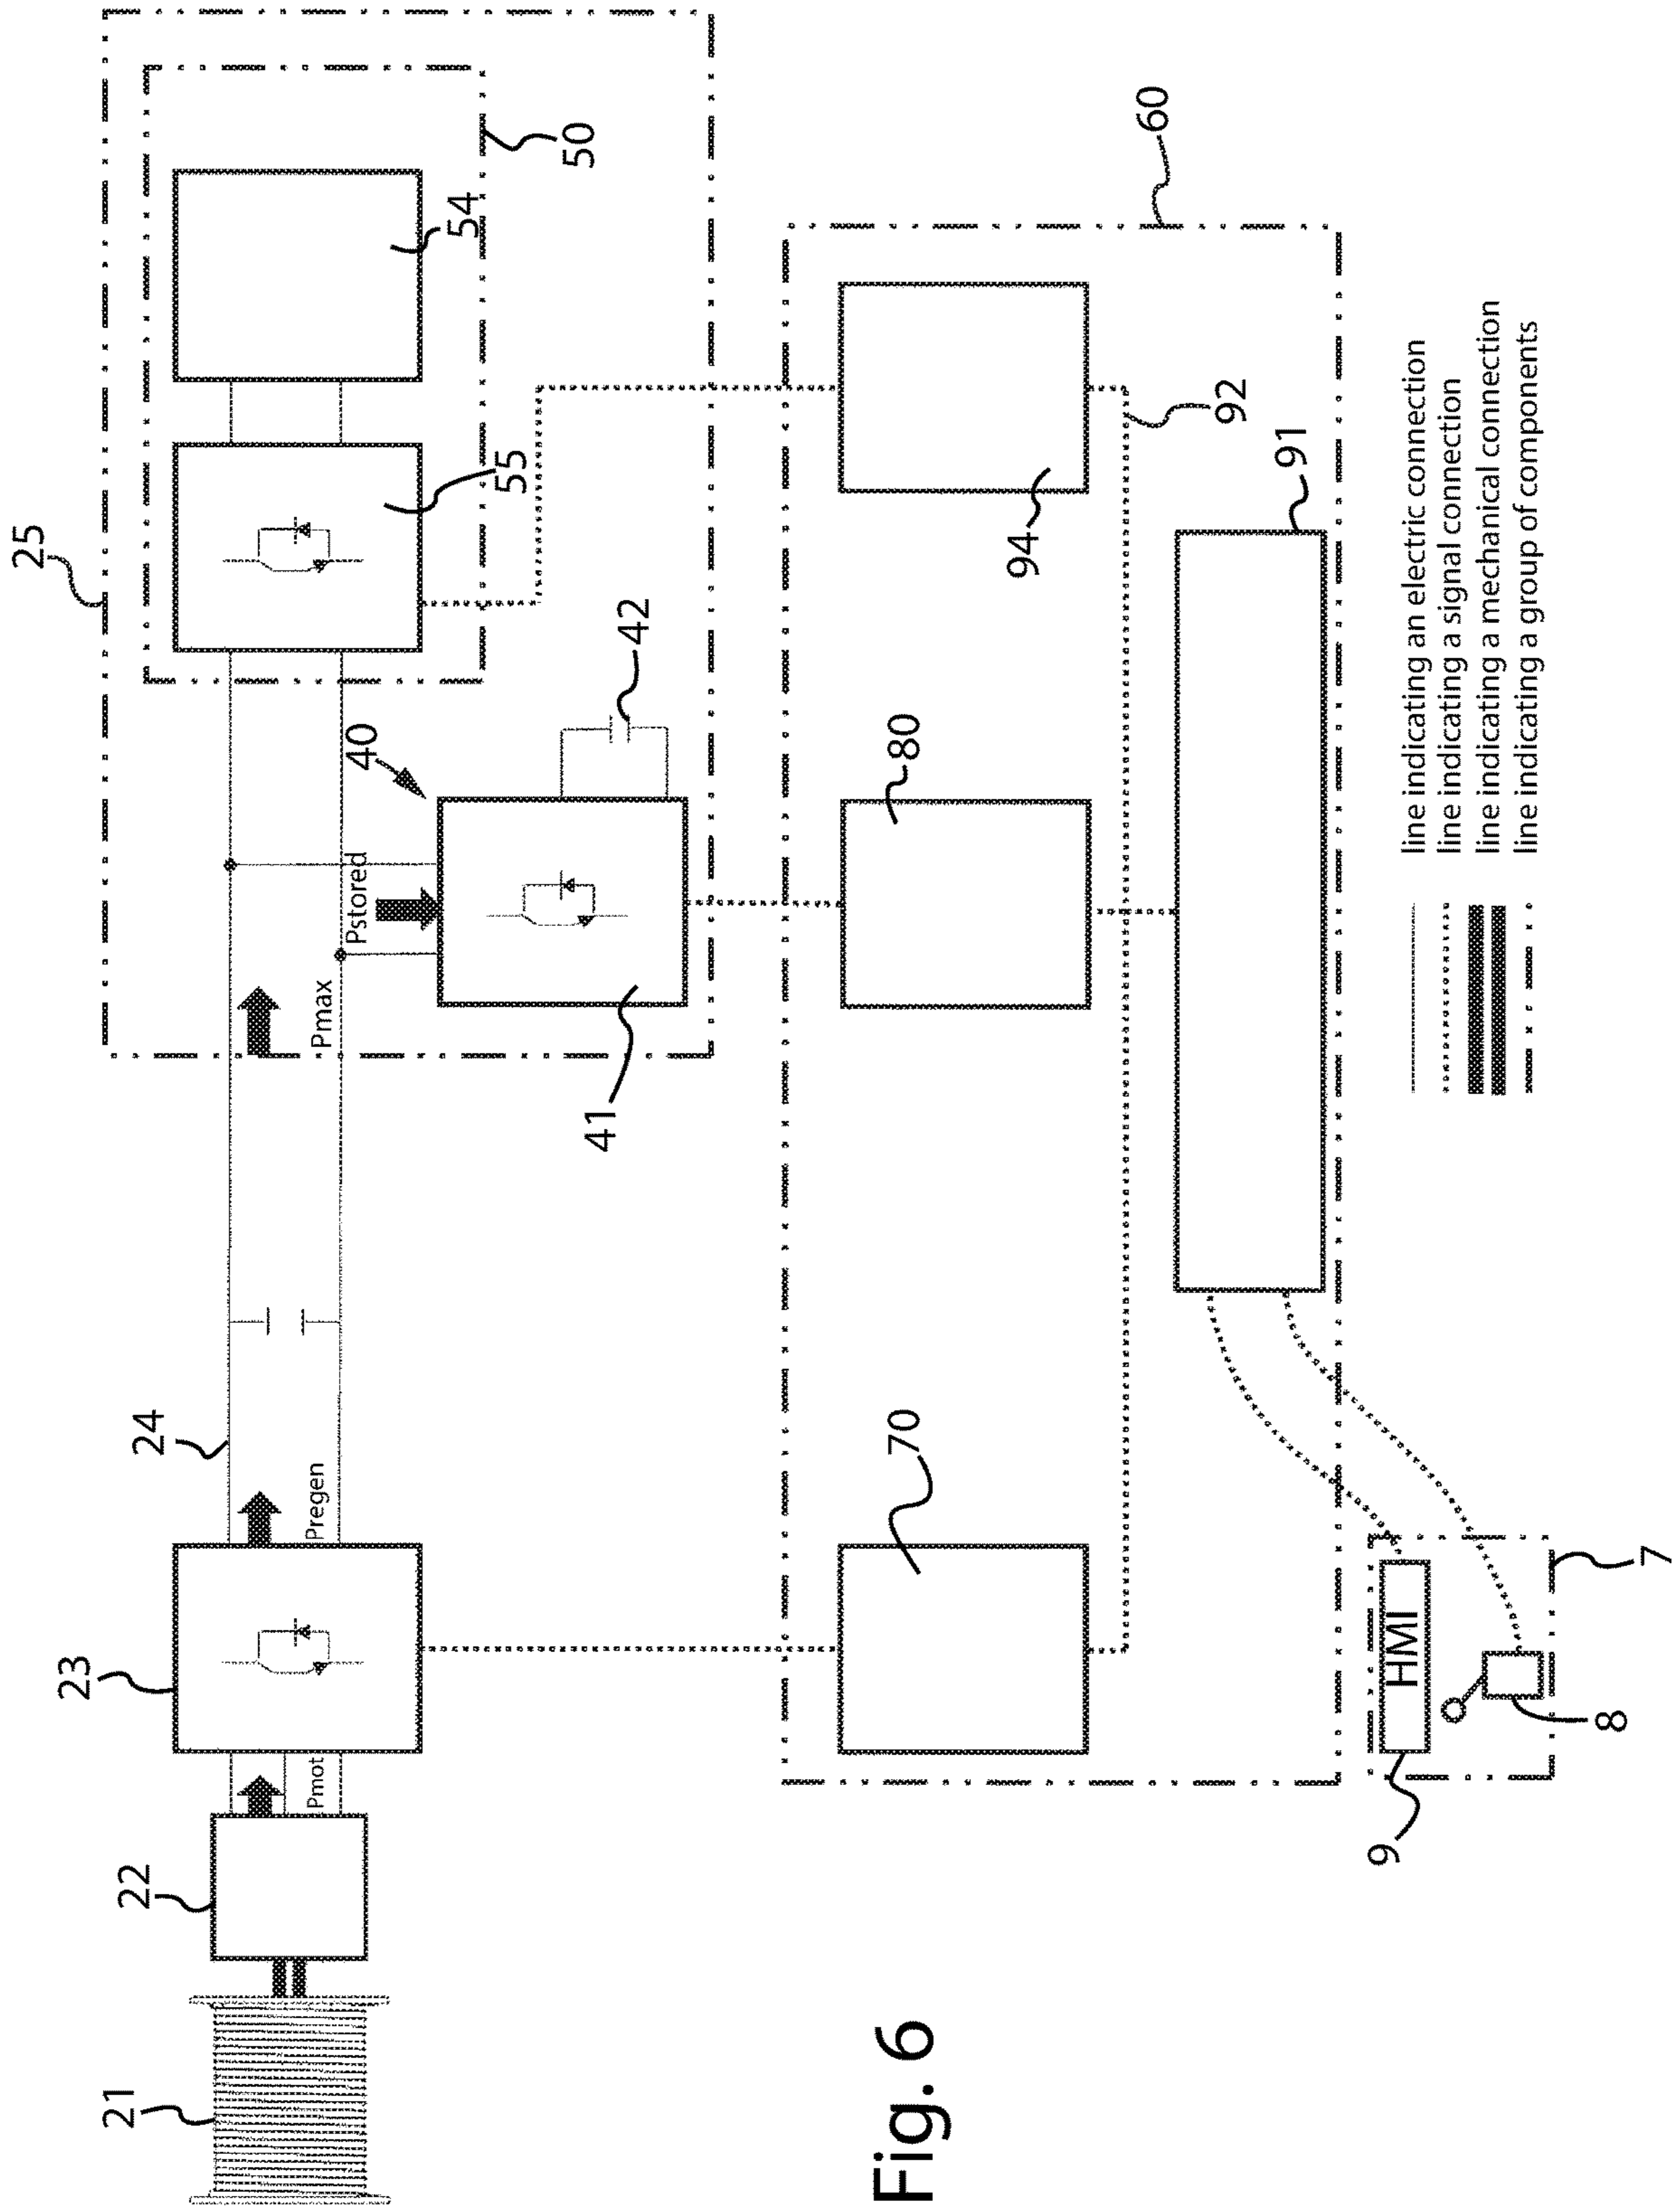 25
50
54
55
40
42
41
Pstored
Pmax
24
Pregen
23
Pmot
22
21
60
94
92
91
80
70
HMI
9
8
7
line indicating an electric connection
line indicating a signal connection
line indicating a mechanical connection
line indicating a group of components
Fig. 6